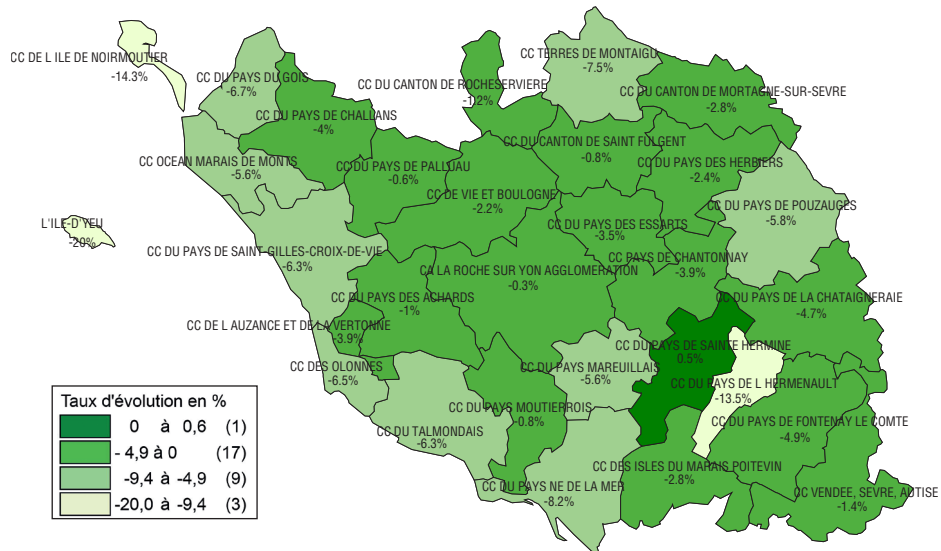 CC TERRES DE MONTAIGU
-7.5%
CC DE L ILE DE NOIRMOUTIER
-14.3%
CC DU PAYS DU GOIS
-6.7%
CC DU CANTON DE ROCHESERVIERE
-1.2%
CC DU CANTON DE MORTAGNE-SUR-SEVRE
-2.8%
CC DU PAYS DE CHALLANS
-4%
CC DU CANTON DE SAINT FULGENT
-0.8%
CC OCEAN MARAIS DE MONTS
-5.6%
CC DU PAYS DE PALLUAU
-0.6%
CC DU PAYS DES HERBIERS
-2.4%
CC DE VIE ET BOULOGNE
-2.2%
CC DU PAYS DE POUZAUGES
-5.8%
L'ILE-D'YEU
-20%
CC DU PAYS DES ESSARTS
-3.5%
CC DU PAYS DE SAINT-GILLES-CROIX-DE-VIE
-6.3%
CC PAYS DE CHANTONNAY
-3.9%
CA LA ROCHE SUR YON AGGLOMERATION
-0.3%
CC DU PAYS DES ACHARDS
-1%
CC DU PAYS DE LA CHATAIGNERAIE
-4.7%
CC DE L AUZANCE ET DE LA VERTONNE
-3.9%
CC DU PAYS DE SAINTE HERMINE
0.5%
CC DES OLONNES
-6.5%
CC DU PAYS MAREUILLAIS
-5.6%
CC DU PAYS DE L HERMENAULT
-13.5%
CC DU PAYS MOUTIERROIS
-0.8%
CC DU PAYS DE FONTENAY LE COMTE
-4.9%
CC DU TALMONDAIS
-6.3%
CC DES ISLES DU MARAIS POITEVIN
-2.8%
CC DU PAYS NE DE LA MER
-8.2%
CC VENDEE, SEVRE, AUTISE
-1.4%
Taux d'évolution en %
0 à 0,6 (1)
- 4,9 à 0 (17)
-9,4 à -4,9 (9)
-20,0 à -9,4 (3)